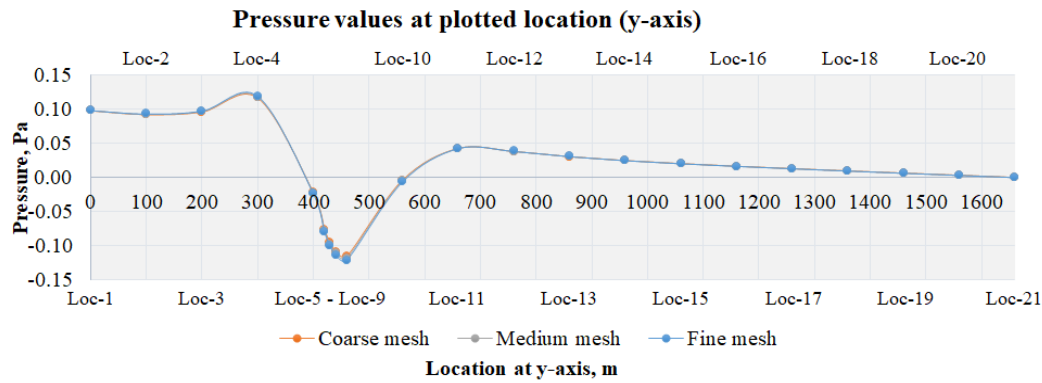 Pressure values at plotted location (y-axis)
Loc-2 Loc-4 Loc-10 Loc-12 Loc-14 Loc-16 Loc-18 Loc-20
0.15
0.10
0.05
0.00
-0.05
-0.10
-0.15
Pressure, Pa
0 100 200 300 400 500 600 700 800 900 1000 1100 1200 1300 1400 1500 1600
Loc-1 Loc-3 Loc-5 - Loc-9 Loc-11 Loc-13 Loc-15 Loc-17 Loc-19 Loc-21
Coarse mesh Medium mesh Fine mesh
Location at y-axis, m